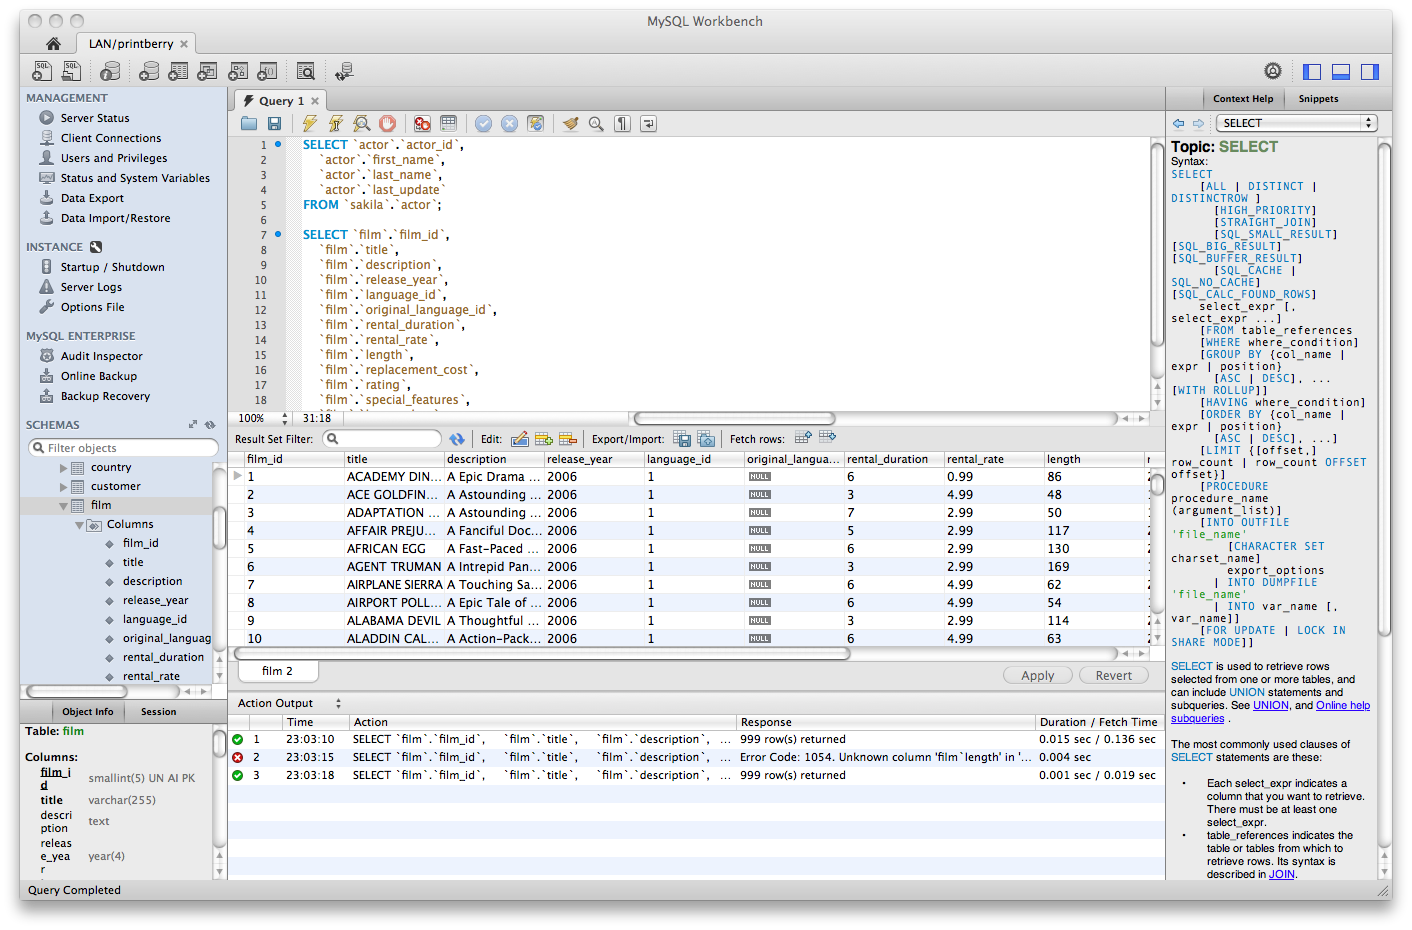 MySQL Workbench
LAN/printberry
MANAGEMENT
Server Status
Client Connections
Users and Privileges
Status and System Variables
Data Export
Data Import/Restore
INSTANCE
Startup / Shutdown
Server Logs
Options File
MySQL ENTERPRISE
Audit Inspector
Online Backup
Backup Recovery
SCHEMAS
Filter objects
country
customer
film
Columns
film_id
title
description
release_year
language_id
original_languag
rental_duration
rental_rate
Object Info Session
Table: film
Columns:
film_i
d smallint(5) UN AI PK
title varchar(255)
descri
ption text
releas
e_yea
r year(4)
Query Completed
Query 1
1 SELECT `actor`.`actor_id`,
2 `actor`.`first_name`,
3 `actor`.`last_name`,
4 `actor`.`last_update`
5 FROM `sakila`.`actor`;
6
7 SELECT `film`.`film_id`,
8 `film`.`title`,
9 `film`.`description`,
10 `film`.`release_year`,
11 `film`.`language_id`,
12 `film`.`original_language_id`,
13 `film`.`rental_duration`,
14 `film`.`rental_rate`,
15 `film`.`length`,
16 `film`.`replacement_cost`,
17 `film`.`rating`,
18 `film`.`special_features`,
100% 31:18
Result Set Filter: Edit: Export/Import: Fetch rows:
film_id title description release_year language_id original_langua... rental_duration rental_rate length
1 ACADEMY DIN... A Epic Drama ... 2006 1 NULL 6 0.99 86
2 ACE GOLDFIN... A Astounding ... 2006 1 NULL 3 4.99 48
3 ADAPTATION ... A Astounding ... 2006 1 NULL 7 2.99 50
4 AFFAIR PREJU... A Fanciful Doc... 2006 1 NULL 5 2.99 117
5 AFRICAN EGG A Fast-Paced ... 2006 1 NULL 6 2.99 130
6 AGENT TRUMAN A Intrepid Pan... 2006 1 NULL 3 2.99 169
7 AIRPLANE SIERRA A Touching Sa... 2006 1 NULL 6 4.99 62
8 AIRPORT POLL... A Epic Tale of ... 2006 1 NULL 6 4.99 54
9 ALABAMA DEVIL A Thoughtful ... 2006 1 NULL 3 2.99 114
10 ALADDIN CAL... A Action-Pack... 2006 1 NULL 6 4.99 63
film 2 Apply Revert
Action Output
Time Action Response Duration / Fetch Time
1 23:03:10 SELECT `film`.`film_id`, `film`.`title`, `film`.`description`, ... 999 row(s) returned 0.015 sec / 0.136 sec
2 23:03:15 SELECT `film`.`film_id`, `film`.`title`, `film`.`description`, ... Error Code: 1054. Unknown column 'film`length' in '... 0.004 sec
3 23:03:18 SELECT `film`.`film_id`, `film`.`title`, `film`.`description`, ... 999 row(s) returned 0.001 sec / 0.019 sec
Context Help Snippets
SELECT
Topic: SELECT
Syntax:
SELECT
[ALL | DISTINCT |
DISTINCTROW ]
[HIGH_PRIORITY]
[STRAIGHT_JOIN]
[SQL_SMALL_RESULT]
[SQL_BIG_RESULT]
[SQL_BUFFER_RESULT]
[SQL_CACHE |
SQL_NO_CACHE]
[SQL_CALC_FOUND_ROWS]
select_expr [,
select_expr ...]
[FROM table_references
[WHERE where_condition]
[GROUP BY {col_name |
expr | position}
[ASC | DESC], ...
[WITH ROLLUP]]
[HAVING where_condition]
[ORDER BY {col_name |
expr | position}
[ASC | DESC], ...]
[LIMIT {[offset,]
row_count | row_count OFFSET
offset}]
[PROCEDURE
procedure_name
(argument_list)]
[INTO OUTFILE
'file_name'
[CHARACTER SET
charset_name]
export_options
| INTO DUMPFILE
'file_name'
| INTO var_name [,
var_name]]
[FOR UPDATE | LOCK IN
SHARE MODE]]
SELECT is used to retrieve rows
selected from one or more tables, and
can include UNION statements and
subqueries. See UNION, and Online help
subqueries .
The most commonly used clauses of
SELECT statements are these:
• Each select_expr indicates a
column that you want to retrieve.
There must be at least one
select_expr.
• table_references indicates the
table or tables from which to
retrieve rows. Its syntax is
described in JOIN.